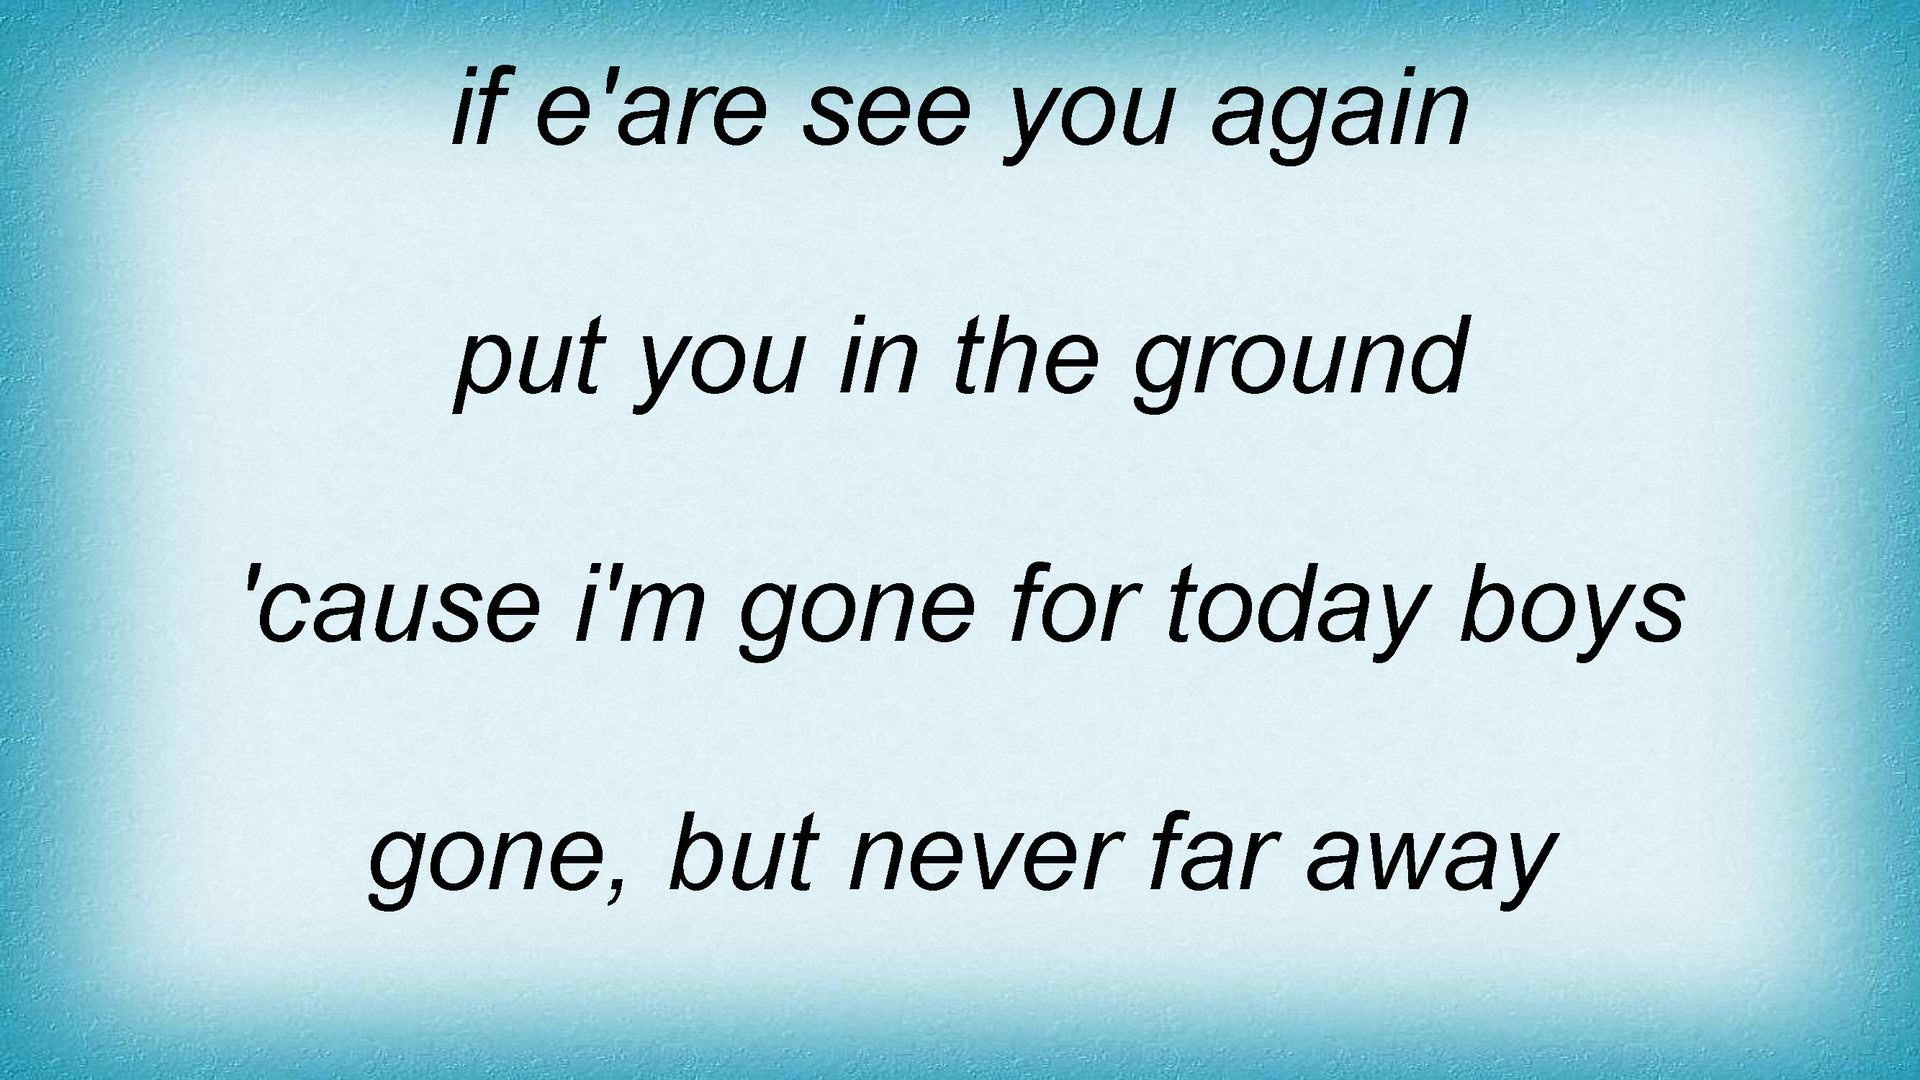 if e'are see you again
put you in the ground
'cause i'm gone for today boys
gone, but never far away